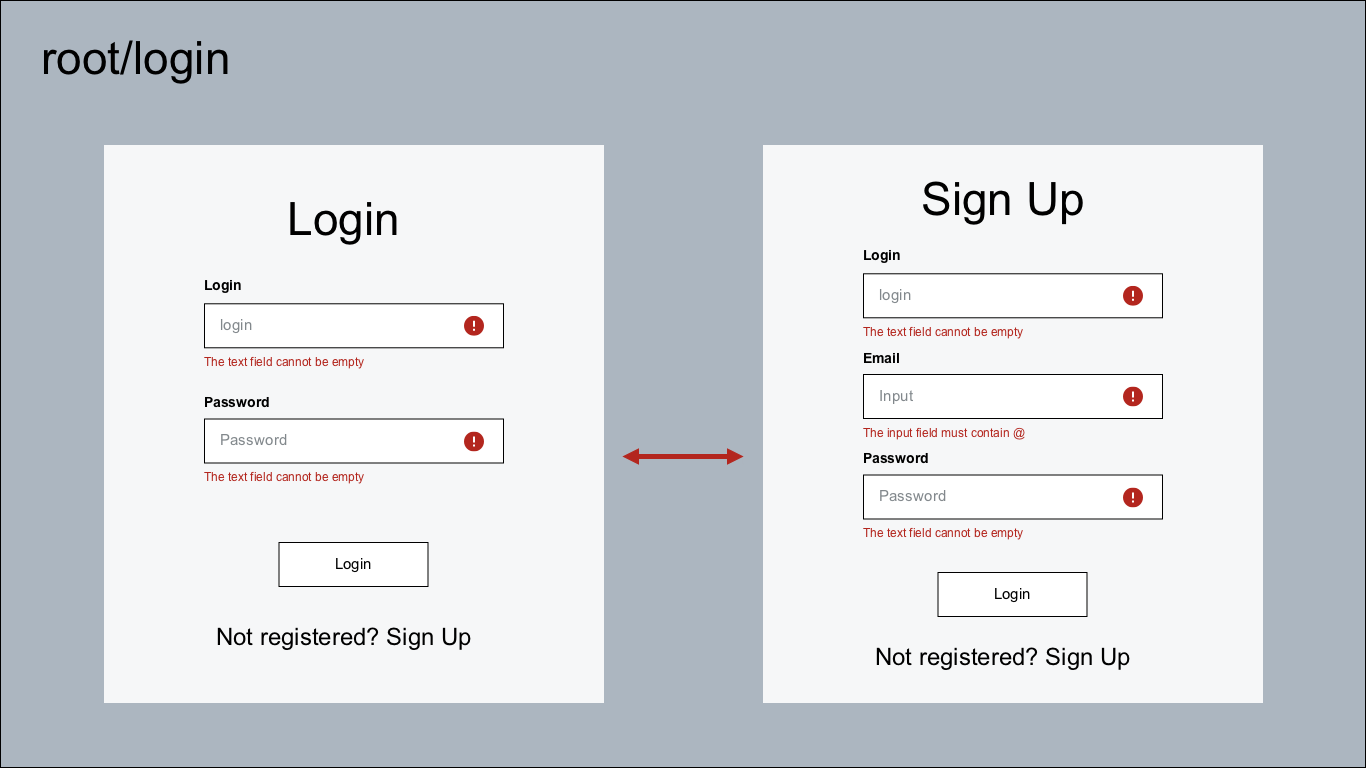 root/login
Login
Login
login
The text field cannot be empty
Password
Password
The text field cannot be empty
Login
Not registered? Sign Up
Sign Up
Login
login
The text field cannot be empty
Email
Input
The input field must contain @
Password
Password
The text field cannot be empty
Login
Not registered? Sign Up